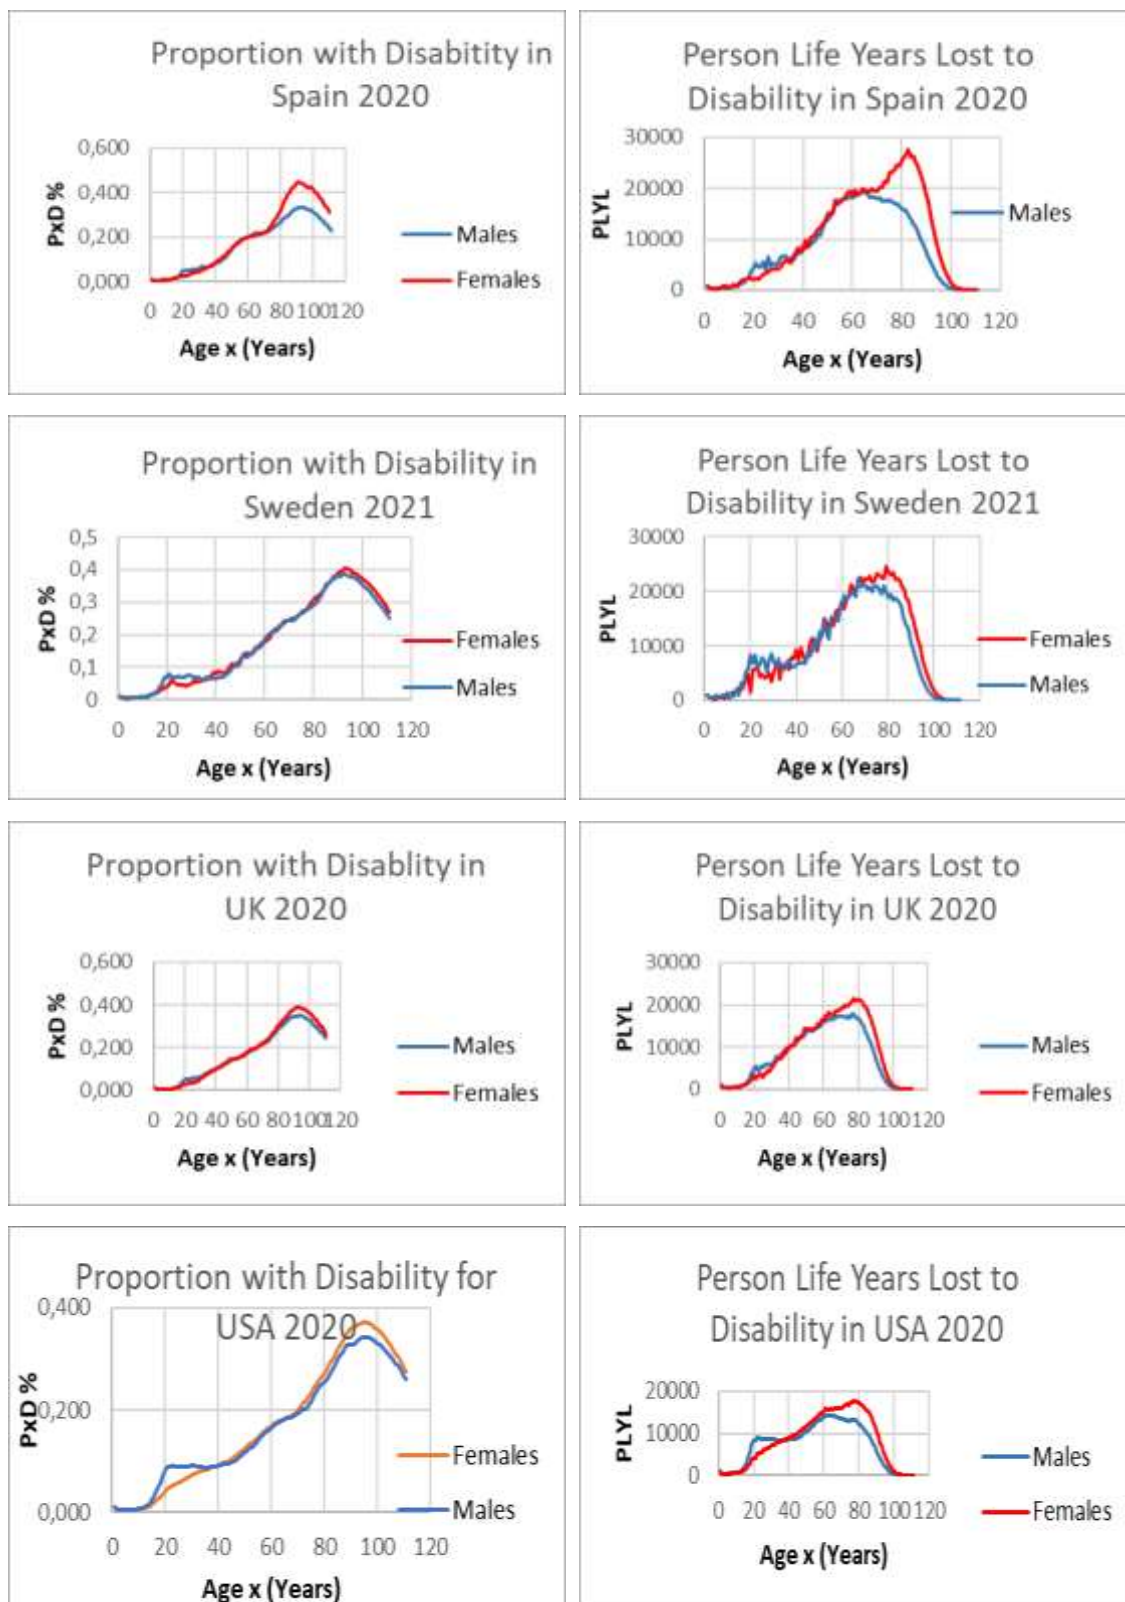 Proportion with Disabitity in
Spain 2020
0,600
0,400
0,200
0,000
PxD %
0 20 40 60 80 100 120
Age x (Years)
Males
Females
Person Life Years Lost to
Disability in Spain 2020
30000
20000
10000
0
PLYL
0 20 40 60 80 100 120
Age x (Years)
Males
Proportion with Disability in
Sweden 2021
0,5
0,4
0,3
0,2
0,1
0
PxD %
0 20 40 60 80 100 120
Age x (Years)
Females
Males
Person Life Years Lost to
Disability in Sweden 2021
30000
20000
10000
0
PLYL
0 20 40 60 80 100 120
Age x (Years)
Females
Males
Proportion with Disablity in
UK 2020
0,600
0,400
0,200
0,000
PxD %
0 20 40 60 80 100 120
Age x (Years)
Males
Females
Person Life Years Lost to
Disability in UK 2020
30000
20000
10000
0
PLYL
0 20 40 60 80 100 120
Age x (Years)
Males
Females
Proportion with Disability for
USA 2020
0,400
0,200
0,000
PxD %
0 20 40 60 80 100 120
Age x (Years)
Females
Males
Person Life Years Lost to
Disability in USA 2020
20000
10000
0
PLYL
0 20 40 60 80 100 120
Age x (Years)
Males
Females